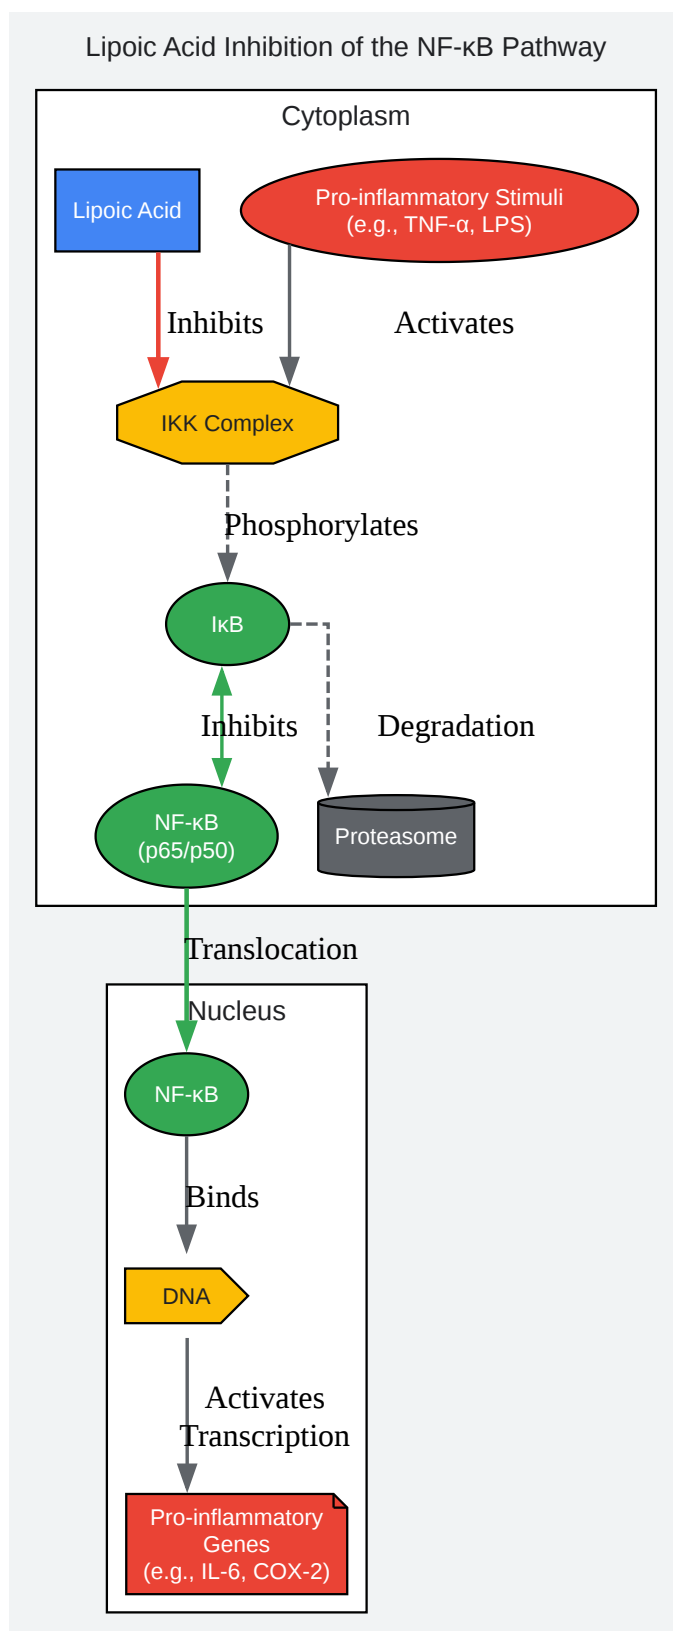 Lipoic Acid Inhibition of the NF-κB Pathway
Cytoplasm
Lipoic Acid
Pro-inflammatory Stimuli
(e.g., TNF-α, LPS)
Inhibits
Activates
IKK Complex
Phosphorylates
IκB
Inhibits
Degradation
NF-κB
(p65/p50)
Proteasome
Translocation
Nucleus
NF-κB
Binds
DNA
Activates
Transcription
Pro-inflammatory
Genes
(e.g., IL-6, COX-2)